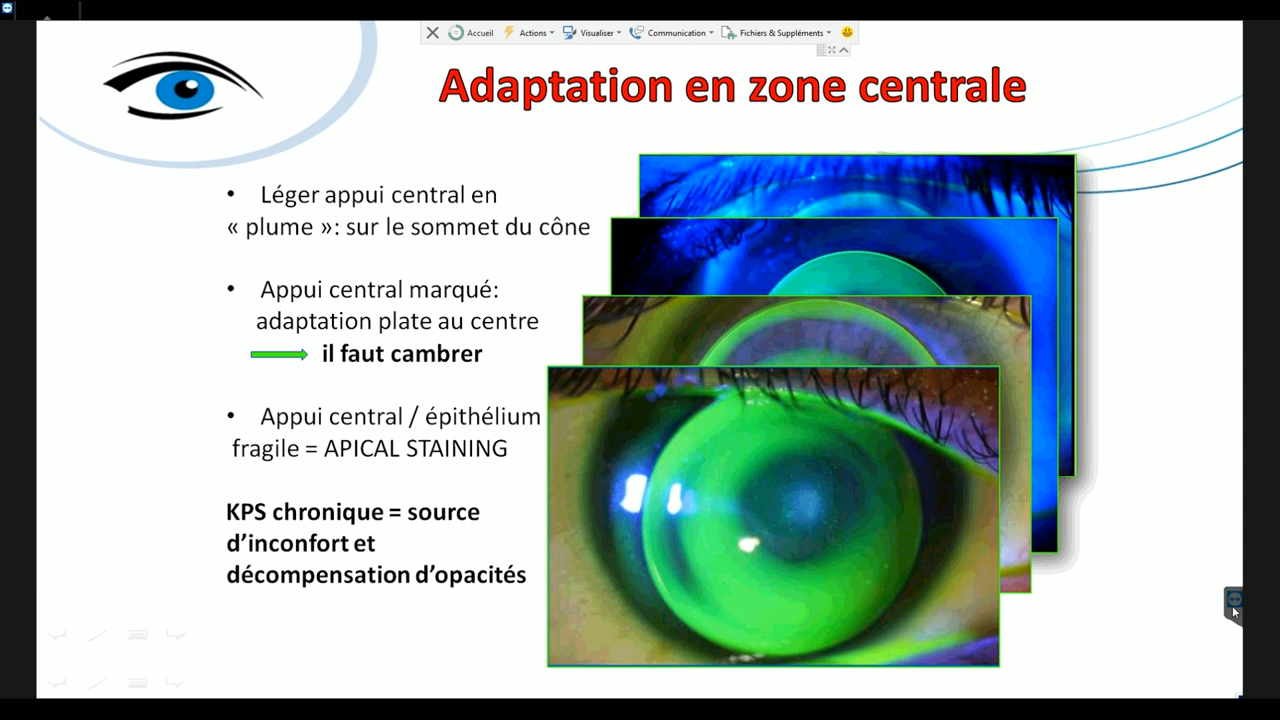 Accueil Actions Visualiser Communication Fichiers & Suppléments
Adaptation en zone centrale
• Léger appui central en
« plume »: sur le sommet du cône
• Appui central marqué:
adaptation plate au centre
il faut cambrer
• Appui central / épithélium
fragile = APICAL STAINING
KPS chronique = source
d’inconfort et
décompensation d’opacités